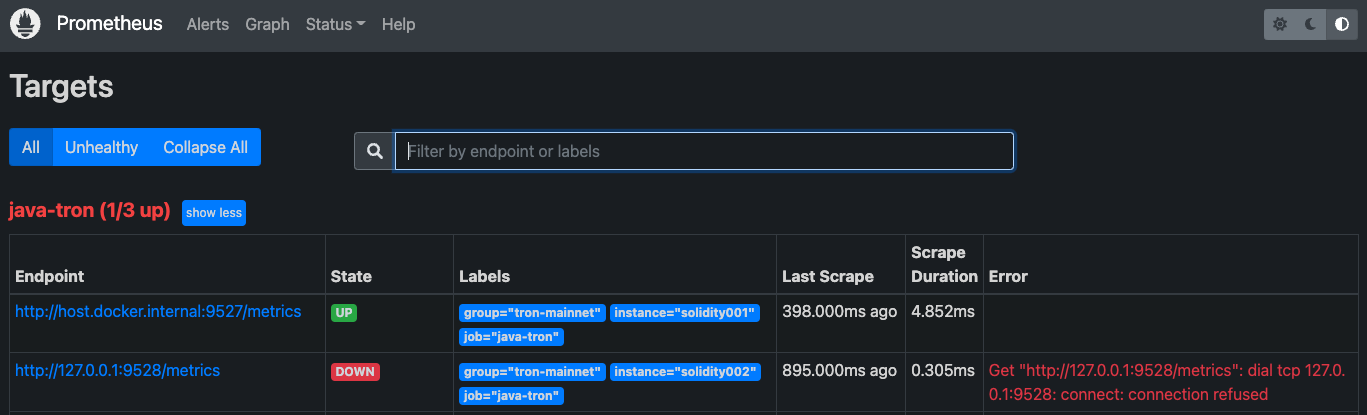 Prometheus Alerts Graph Status Help
Targets
All Unhealthy Collapse All
Filter by endpoint or labels
java-tron (1/3 up) show less
Endpoint State Labels Last Scrape Scrape Duration Error
http://host.docker.internal:9527/metrics UP group="tron-mainnet" instance="solidity001" 398.000ms ago 4.852ms
job="java-tron"
http://127.0.0.1:9528/metrics DOWN group="tron-mainnet" instance="solidity002" 895.000ms ago 0.305ms Get "http://127.0.0.1:9528/metrics": dial tcp 127.0.
job="java-tron" 0.1:9528: connect: connection refused